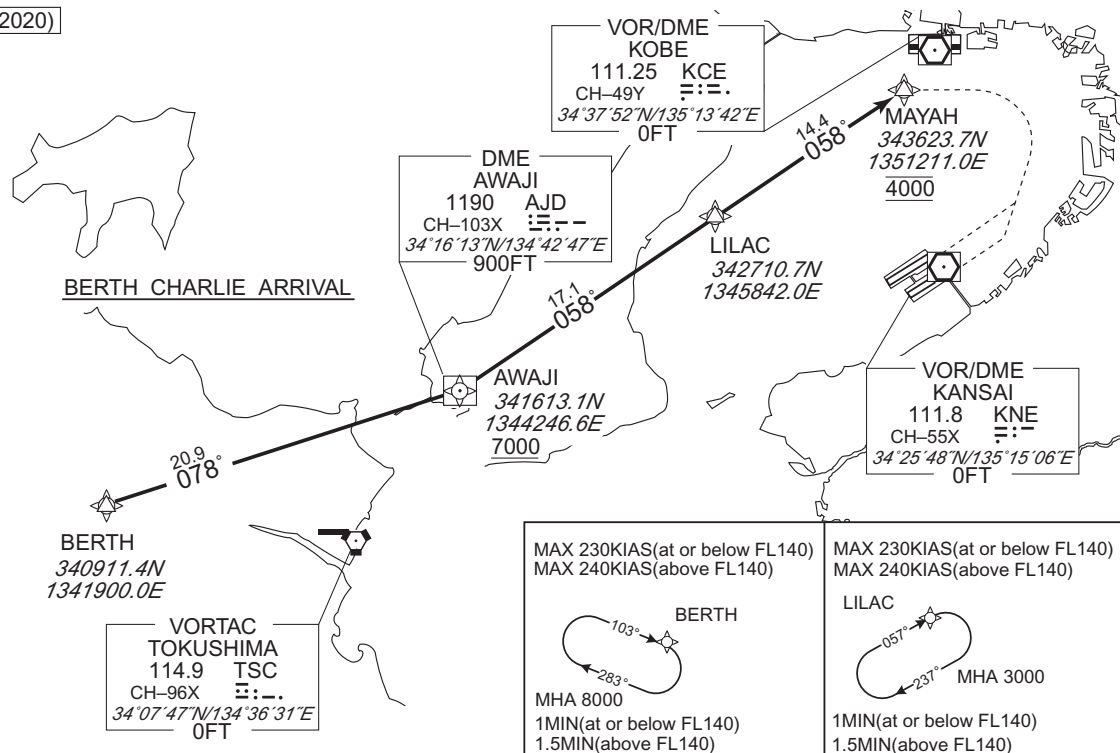 2020)
VOR/DME
KOBE
111.25 KCE
CH–49Y
34°37´52˝N/135°13´42˝E
0FT
MAYAH
343623.7N
1351211.0E
4000
14.4
058°
DME
AWAJI
1190 AJD
CH–103X
34°16´13˝N/134°42´47˝E
900FT
LILAC
342710.7N
1345842.0E
BERTH CHARLIE ARRIVAL
17.1
058°
AWAJI
341613.1N
1344246.6E
7000
VOR/DME
KANSAI
111.8 KNE
CH–55X
34°25´48˝N/135°15´06˝E
0FT
20.9
078°
BERTH
340911.4N
1341900.0E
VORTAC
TOKUSHIMA
114.9 TSC
CH–96X
34°07´47˝N/134°36´31˝E
0FT
MAX 230KIAS(at or below FL140)
MAX 240KIAS(above FL140)
BERTH
103°
283°
MHA 8000
1MIN(at or below FL140)
1.5MIN(above FL140)
MAX 230KIAS(at or below FL140)
MAX 240KIAS(above FL140)
LILAC
057°
237°
MHA 3000
1MIN(at or below FL140)
1.5MIN(above FL140)